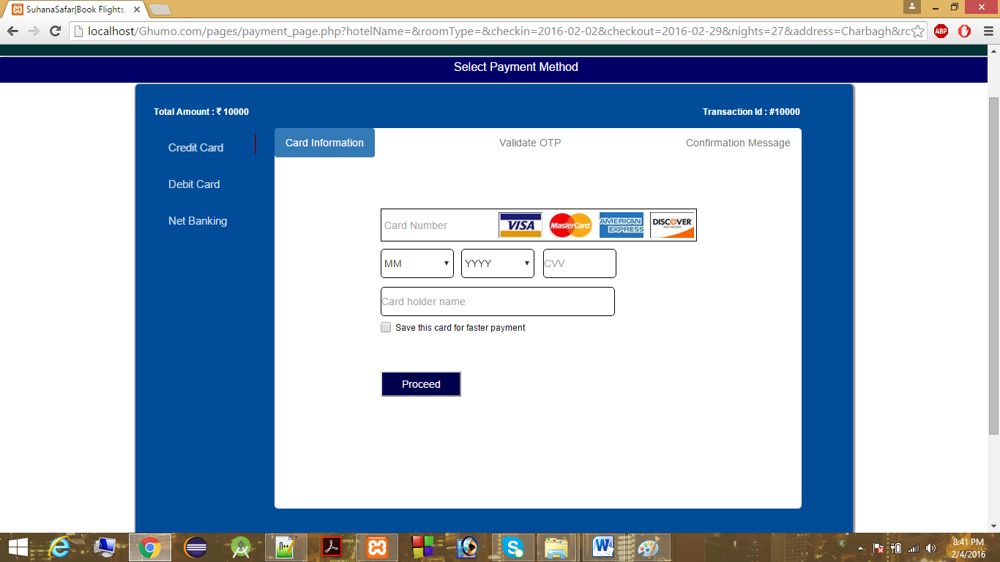 SuhanaSafar|Book Flights,
localhost/Ghumo.com/pages/payment_page.php?hotelName=&roomType=&checkin=2016-02-02&checkout=2016-02-29&nights=27&address=Charbagh&rc
ABP
Select Payment Method
Total Amount : ₹ 10000
Transaction Id : #10000
Credit Card
Debit Card
Net Banking
Card Information
Validate OTP
Confirmation Message
Card Number
VISA
MasterCard
AMERICAN EXPRESS
DISCOVER NETWORK
MM
YYYY
CVV
Card holder name
Save this card for faster payment
Proceed
8:41 PM
2/4/2016